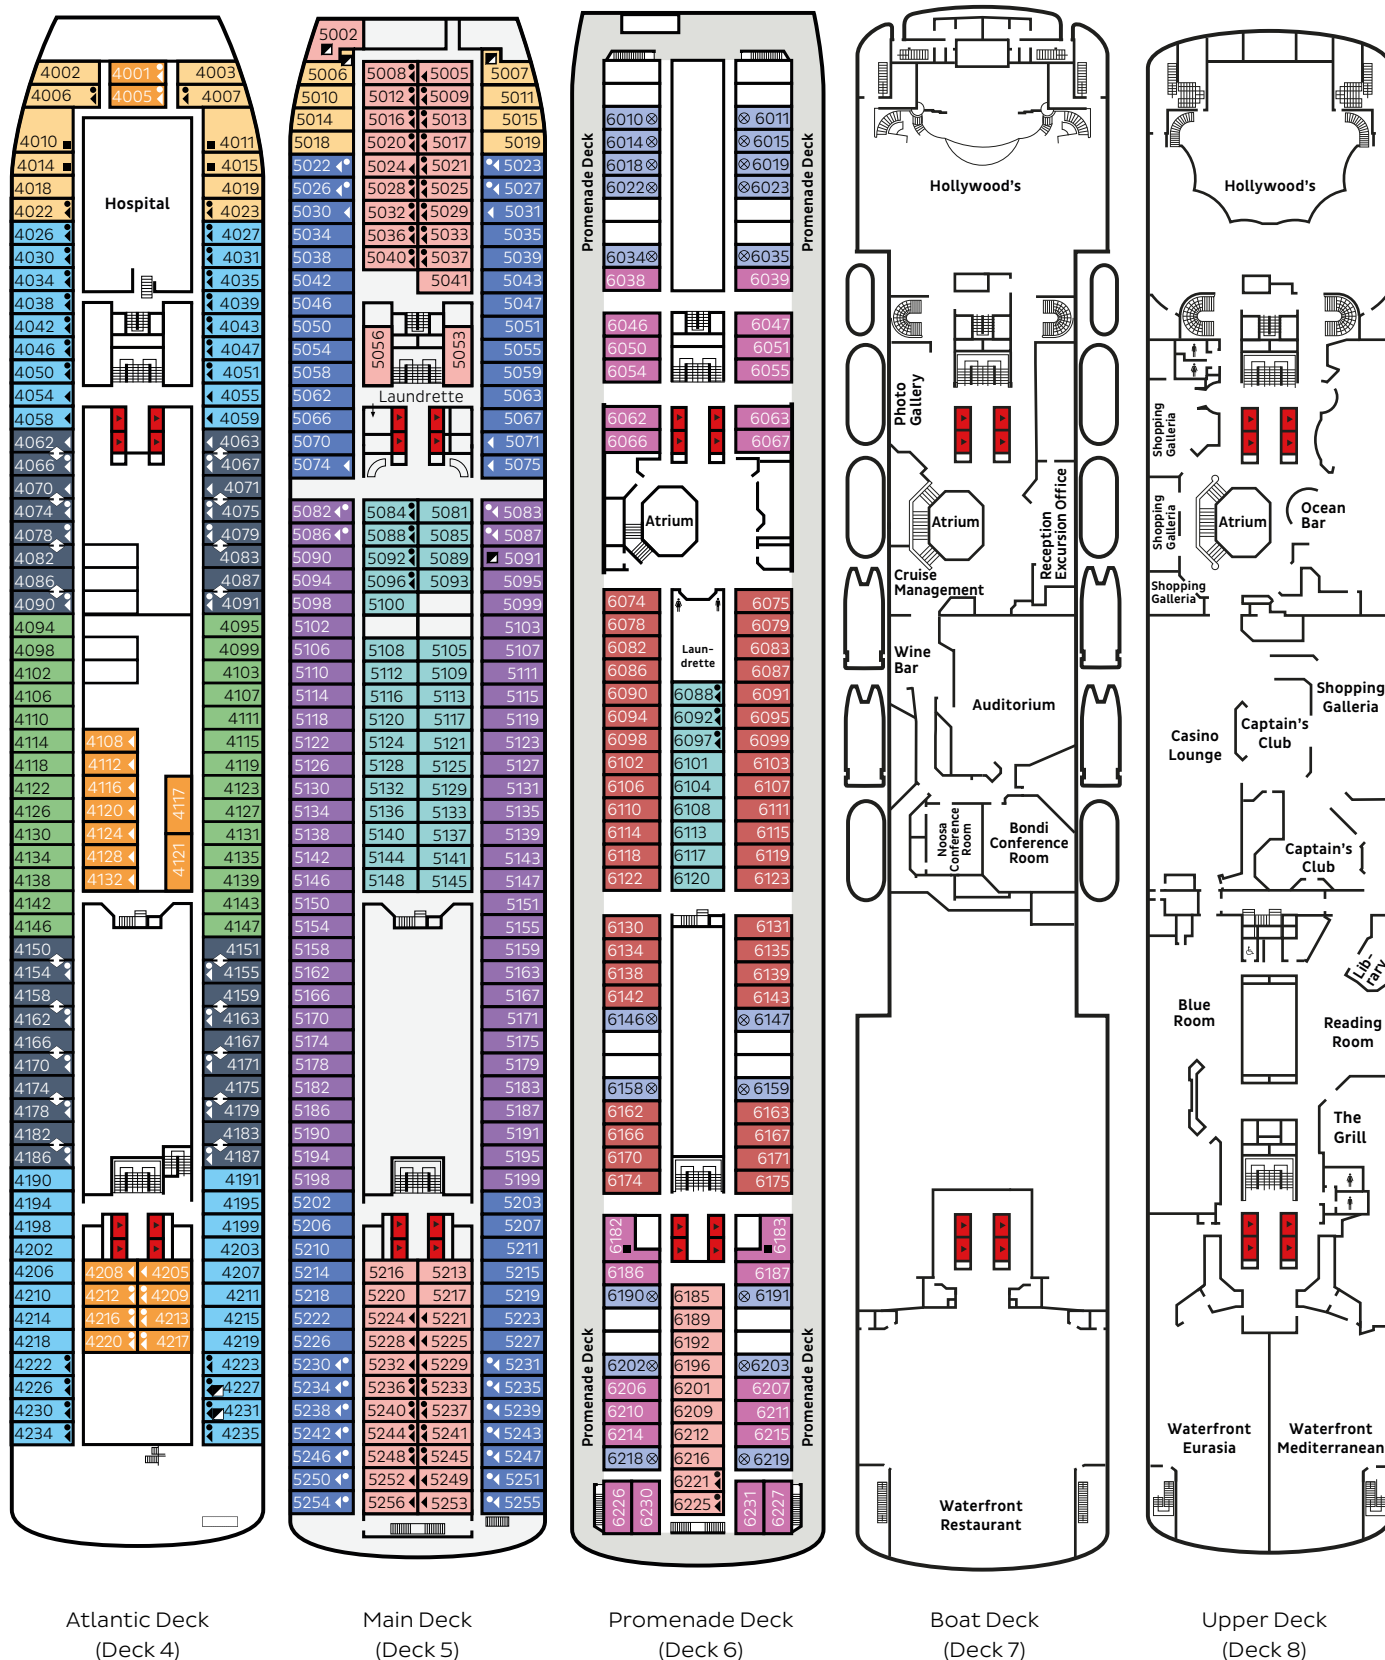 4002 4001 4003
4006 4005 4007
4010 4011
4014 4015
4018 4019
Hospital
4022 4023
4026 4027
4030 4031
4034 4035
4038 4039
4042 4043
4046 4047
4050 4051
4054 4055
4058 4059
4062 4063
4066 4067
4070 4071
4074 4075
4078 4079
4082 4083
4086 4087
4090 4091
4094 4095
4098 4099
4102 4103
4106 4107
4110 4111
4114 4108 4115
4118 4112 4119
4122 4116 4117 4123
4126 4120 4127
4130 4124 4131
4134 4128 4121 4135
4138 4132 4139
4142 4143
4146 4147
4150 4151
4154 4155
4158 4159
4162 4163
4166 4167
4170 4171
4174 4175
4178 4179
4182 4183
4186 4187
4190 4191
4194 4195
4198 4199
4202 4203
4206 4208 4205 4207
4210 4212 4209 4211
4214 4216 4213 4215
4218 4220 4217 4219
4222 4223
4226 4227
4230 4231
4234 4235
Atlantic Deck
(Deck 4)
5002
5006 5008 5005 5007
5010 5012 5009 5011
5014 5016 5013 5015
5018 5020 5017 5019
5022 5024 5021 5023
5026 5028 5025 5027
5030 5032 5029 5031
5034 5036 5033 5035
5038 5040 5037 5039
5042 5041 5043
5046 5047
5050 5056 5053 5051
5054 5055
5058 5059
5062 Laundrette 5063
5066 5067
5070 5071
5074 5075
5082 5084 5081 5083
5086 5088 5085 5087
5090 5092 5089 5091
5094 5096 5093 5095
5098 5100 5099
5102 5103
5106 5108 5105 5107
5110 5112 5109 5111
5114 5116 5113 5115
5118 5120 5117 5119
5122 5124 5121 5123
5126 5128 5125 5127
5130 5132 5129 5131
5134 5136 5133 5135
5138 5140 5137 5139
5142 5144 5141 5143
5146 5148 5145 5147
5150 5151
5154 5155
5158 5159
5162 5163
5166 5167
5170 5171
5174 5175
5178 5179
5182 5183
5186 5187
5190 5191
5194 5195
5198 5199
5202 5203
5206 5207
5210 5211
5214 5216 5213 5215
5218 5220 5217 5219
5222 5224 5221 5223
5226 5228 5225 5227
5230 5232 5229 5231
5234 5236 5233 5235
5238 5240 5237 5239
5242 5244 5241 5243
5246 5248 5245 5247
5250 5252 5249 5251
5254 5256 5253 5255
Main Deck
(Deck 5)
6010 6011
6014 6015
6018 6019
6022 6023
Promenade Deck
Promenade Deck
6034 6035
6038 6039
6046 6047
6050 6051
6054 6055
6062 6063
6066 6067
Atrium
6074 6075
6078 6079
6082 6083
Laun-
drette
6086 6087
6090 6088 6091
6094 6092 6095
6098 6097 6099
6102 6101 6103
6106 6104 6107
6110 6108 6111
6114 6113 6115
6118 6117 6119
6122 6120 6123
6130 6131
6134 6135
6138 6139
6142 6143
6146 6147
6158 6159
6162 6163
6166 6167
6170 6171
6174 6175
6182 6183
6186 6187
6190 6185 6191
6189
6192
6202 6196 6203
6206 6201 6207
6210 6209 6211
6214 6212 6215
6218 6216 6219
6221
6226 6230 6225 6231 6227
Promenade Deck
Promenade Deck
Promenade Deck
(Deck 6)
Hollywood's
Photo
Gallery
Atrium
Reception
Excursion Office
Cruise
Management
Wine
Bar
Auditorium
Noosa
Conference
Room
Bondi
Conference
Room
Waterfront
Restaurant
Boat Deck
(Deck 7)
Hollywood's
Shopping
Galleria
Shopping
Galleria
Atrium
Ocean
Bar
Shopping
Galleria
Shopping
Galleria
Casino
Lounge
Captain's
Club
Captain's
Club
Lib-
rary
Blue
Room
Reading
Room
The
Grill
Waterfront
Eurasia
Waterfront
Mediterranean
Upper Deck
(Deck 8)